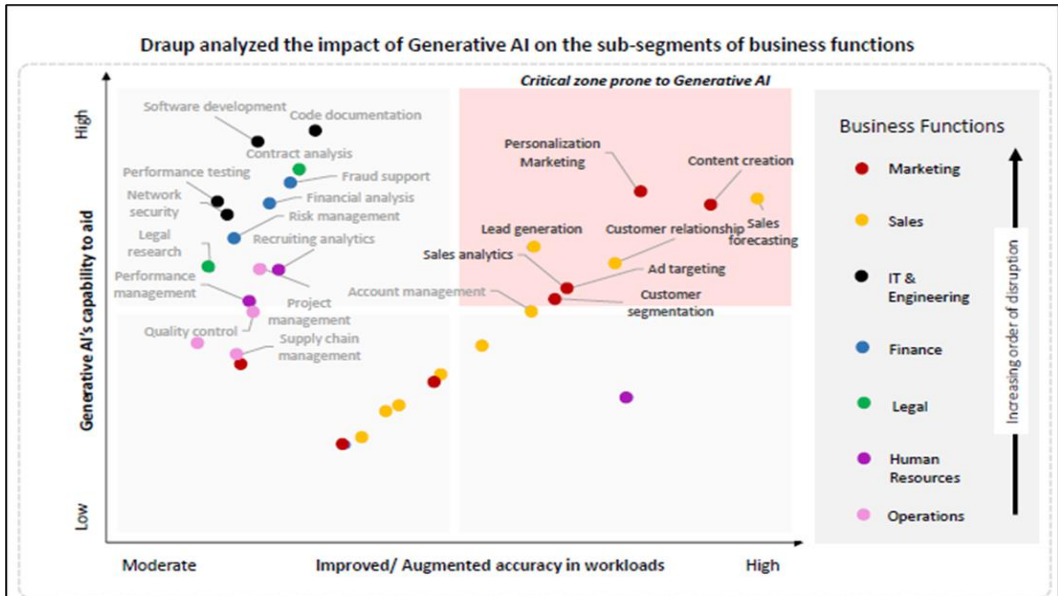 Draup analyzed the impact of Generative AI on the sub-segments of business functions
Critical zone prone to Generative AI
High
Generative AI's capability to aid
Low
Software development
Code documentation
Contract analysis
Performance testing
Fraud support
Network
security
Financial analysis
Risk management
Legal
research
Recruiting analytics
Performance
management
Project
management
Quality control
Supply chain
management
Personalization
Marketing
Content creation
Sales
forecasting
Lead generation
Customer relationship
Sales analytics
Ad targeting
Account management
Customer
segmentation
Moderate
Improved/ Augmented accuracy in workloads
High
Business Functions
Marketing
Sales
IT &
Engineering
Finance
Legal
Human
Resources
Operations
Increasing order of disruption